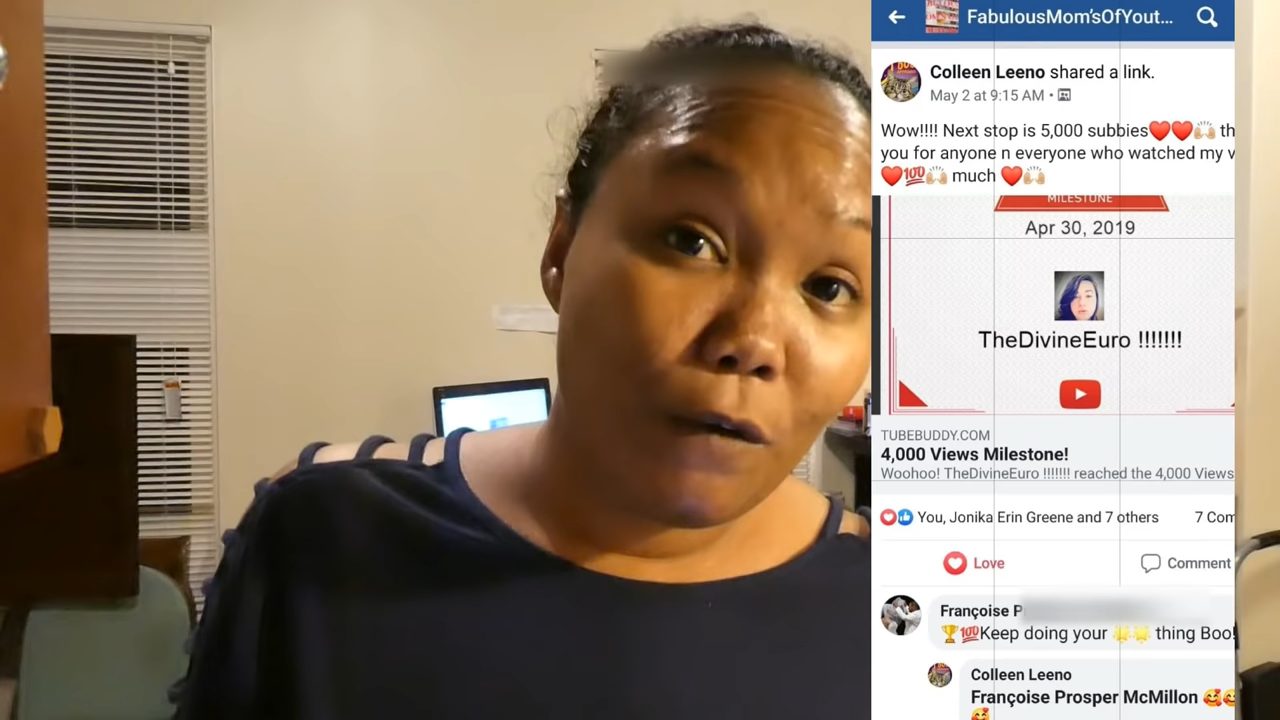 FabulousMom'sOfYout...
Colleen Leeno shared a link.
May 2 at 9:15 AM •
Wow!!!! Next stop is 5,000 subbies❤️❤️🙌🏻 th
you for anyone n everyone who watched my v
❤️💯🙌🏻 much ❤️🙌🏻
MILESTONE
Apr 30, 2019
TheDivineEuro !!!!!!!
TUBEBUDDY.COM
4,000 Views Milestone!
Woohoo! TheDivineEuro !!!!!!! reached the 4,000 Views
You, Jonika Erin Greene and 7 others
7 Com
Love
Comment
Françoise P
🏆💯Keep doing your 🌟🌟 thing Boo!
Colleen Leeno
Françoise Prosper McMillon 🥰🥰
🥰